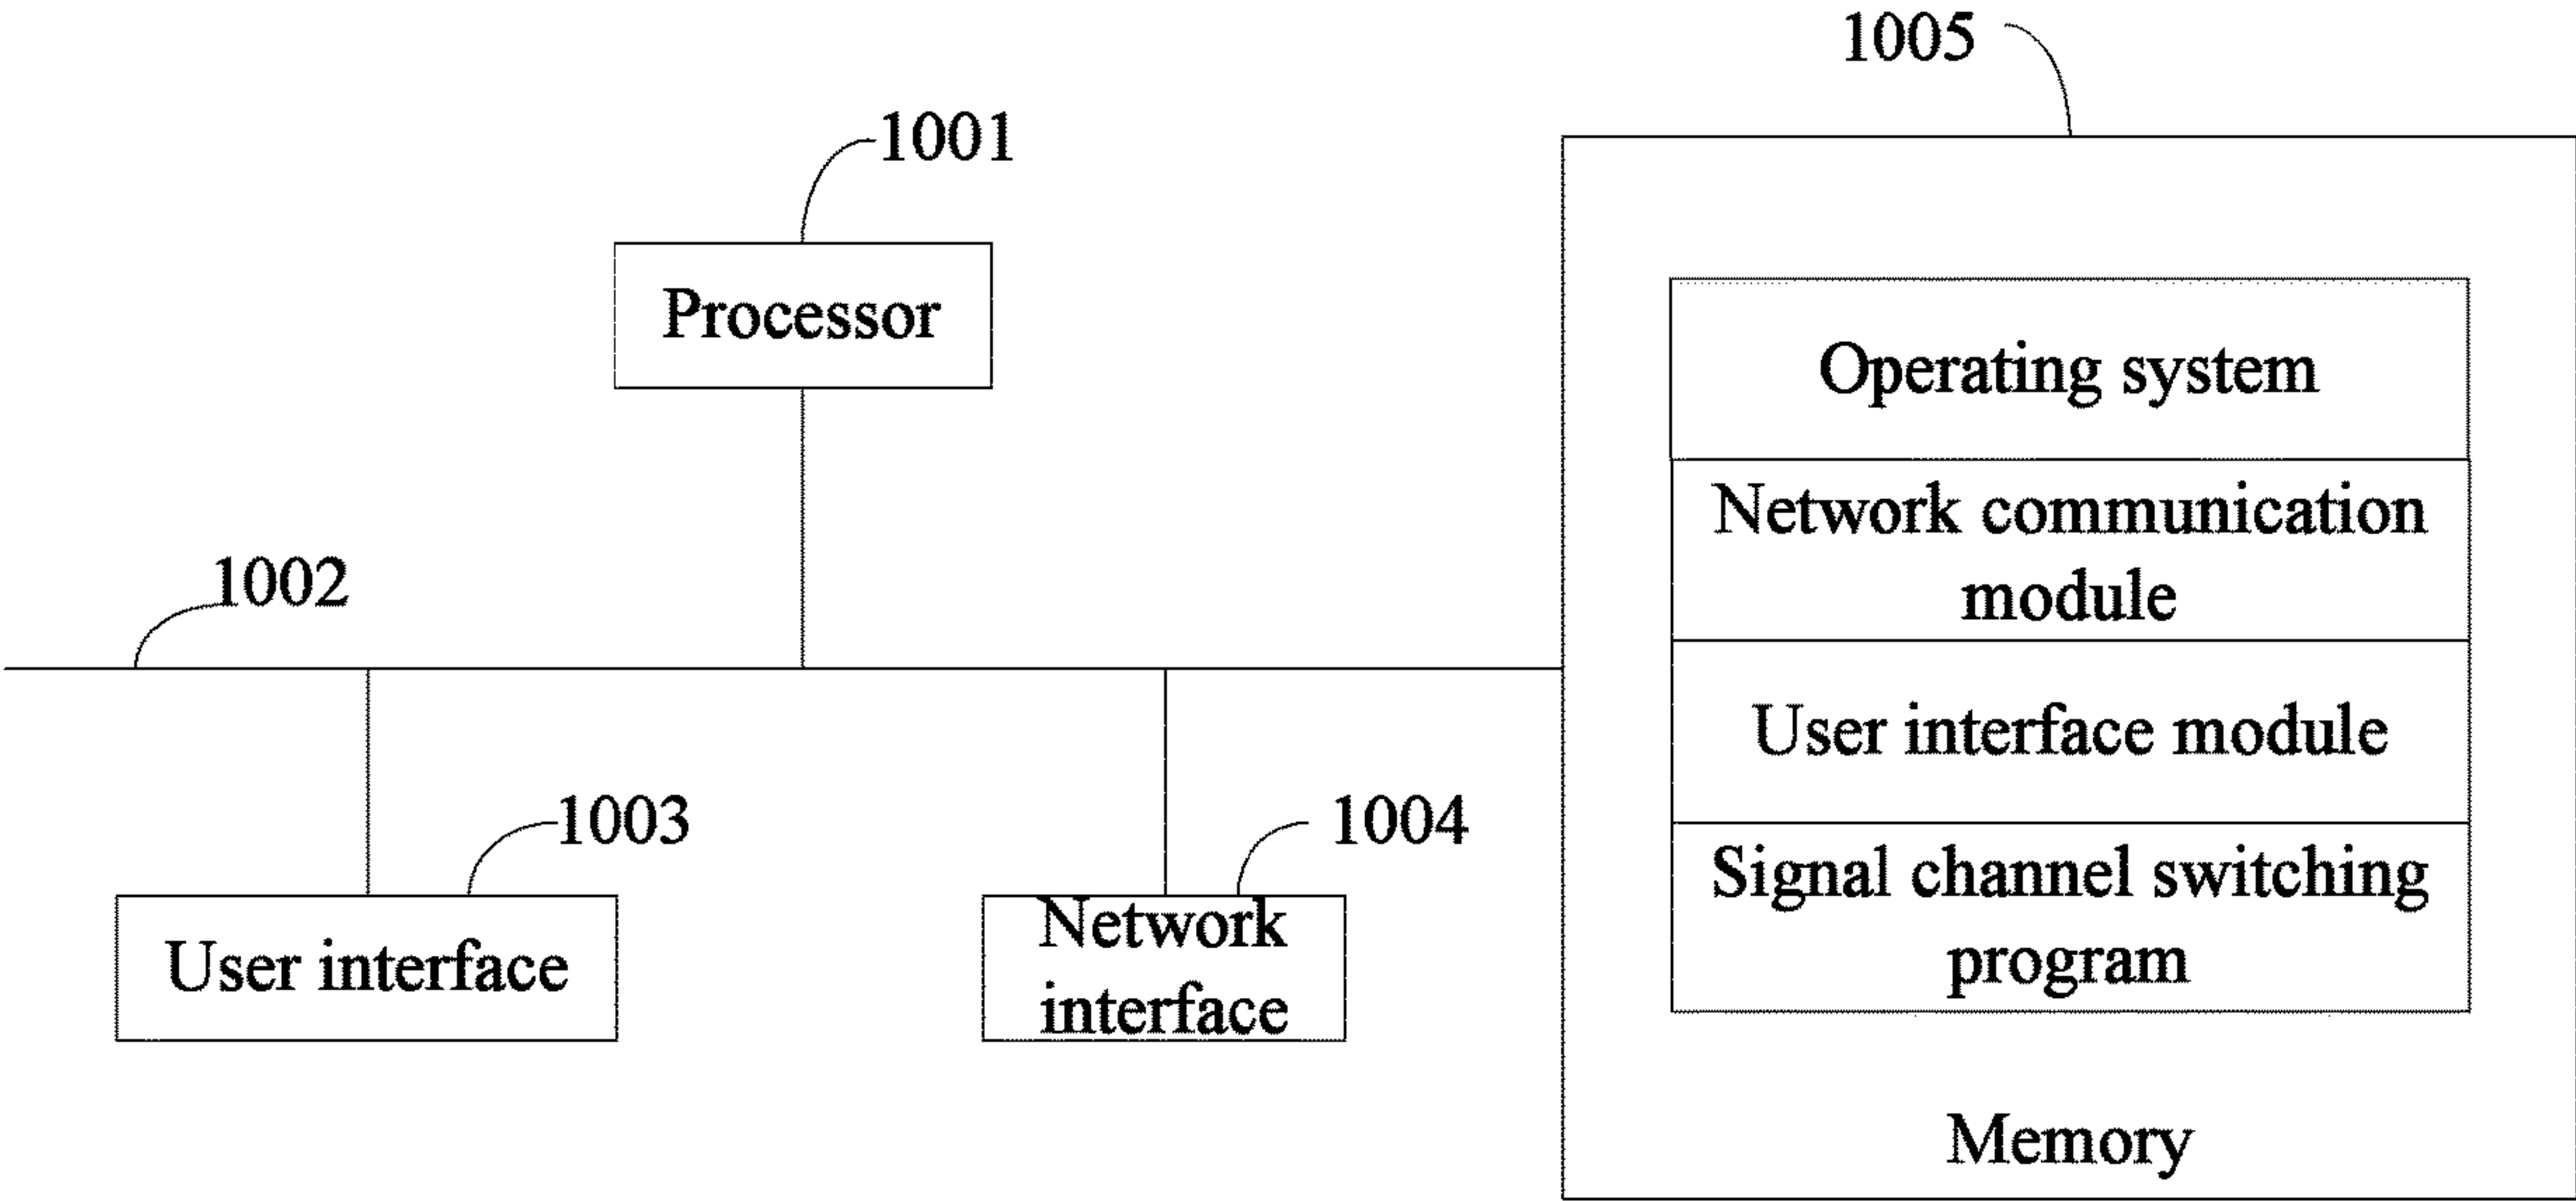 1005
1001
Processor
Operating system
Network communication
module
1002
User interface module
1003
1004
Signal channel switching
program
User interface
Network
interface
Memory